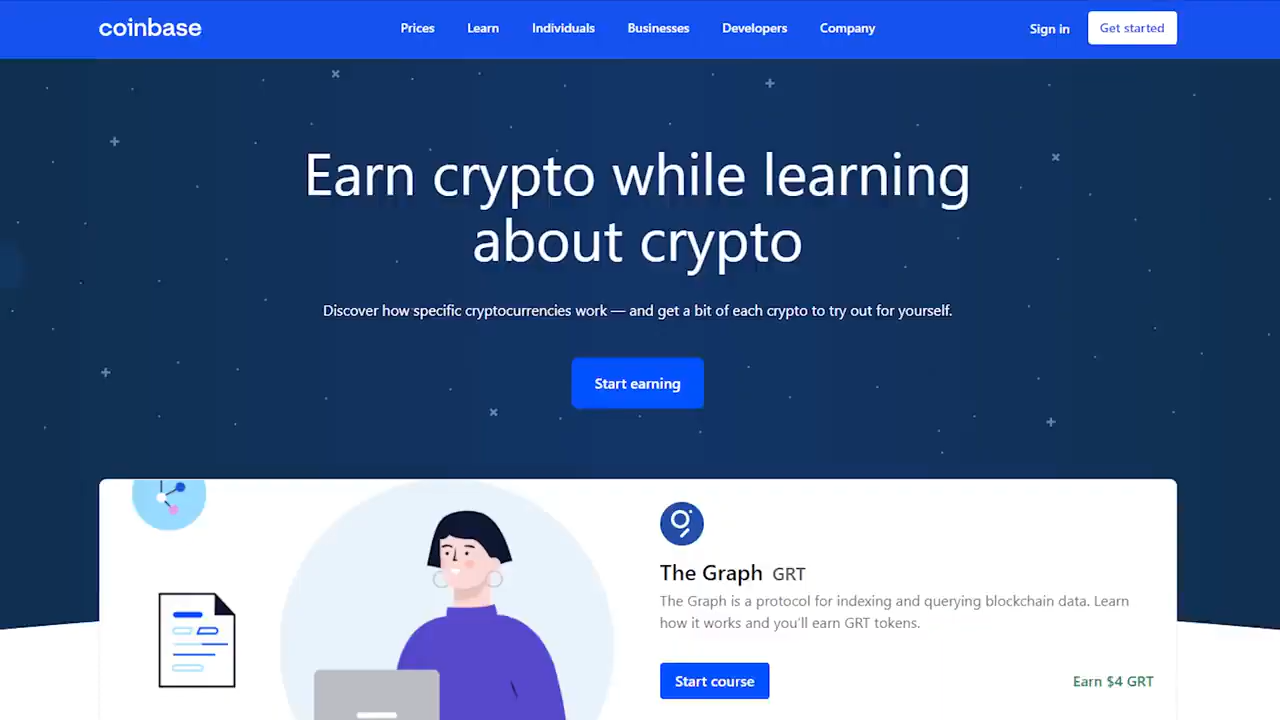 coinbase
Prices Learn Individuals Businesses Developers Company
Sign in Get started
Earn crypto while learning
about crypto
Discover how specific cryptocurrencies work — and get a bit of each crypto to try out for yourself.
Start earning
The Graph GRT
The Graph is a protocol for indexing and querying blockchain data. Learn
how it works and you'll earn GRT tokens.
Start course
Earn $4 GRT